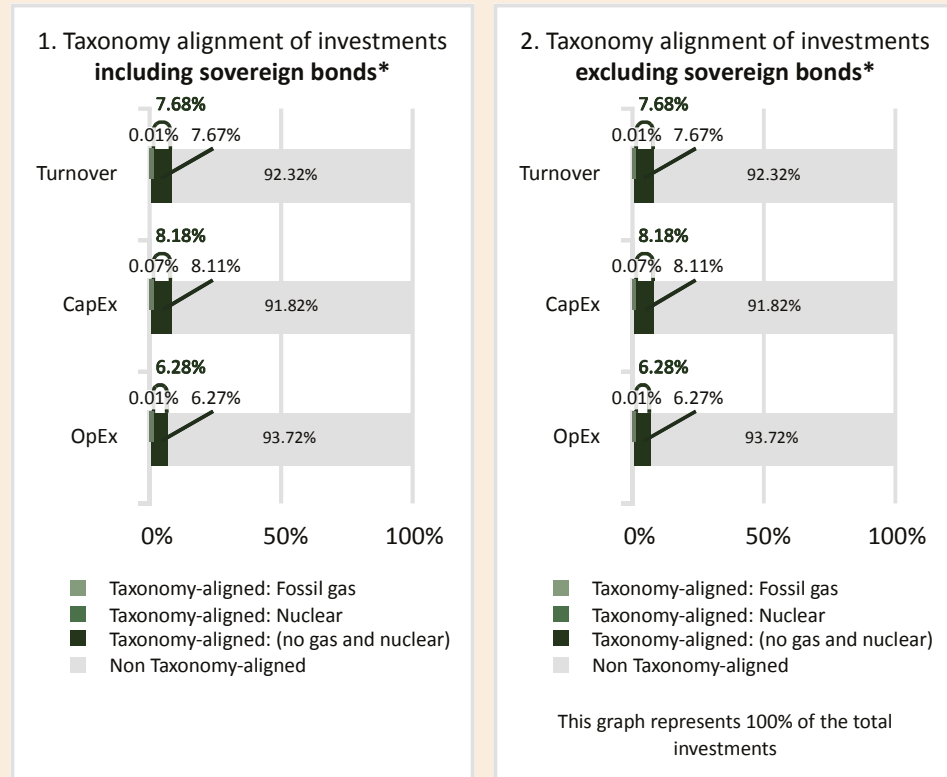 1. Taxonomy alignment of investments
including sovereign bonds*
7.68%
0.01% 7.67%
Turnover
92.32%
8.18%
0.07% 8.11%
CapEx
91.82%
6.28%
0.01% 6.27%
OpEx
93.72%
0% 50% 100%
Taxonomy-aligned: Fossil gas
Taxonomy-aligned: Nuclear
Taxonomy-aligned: (no gas and nuclear)
Non Taxonomy-aligned
2. Taxonomy alignment of investments
excluding sovereign bonds*
7.68%
0.01% 7.67%
Turnover
92.32%
8.18%
0.07% 8.11%
CapEx
91.82%
6.28%
0.01% 6.27%
OpEx
93.72%
0% 50% 100%
Taxonomy-aligned: Fossil gas
Taxonomy-aligned: Nuclear
Taxonomy-aligned: (no gas and nuclear)
Non Taxonomy-aligned
This graph represents 100% of the total
investments